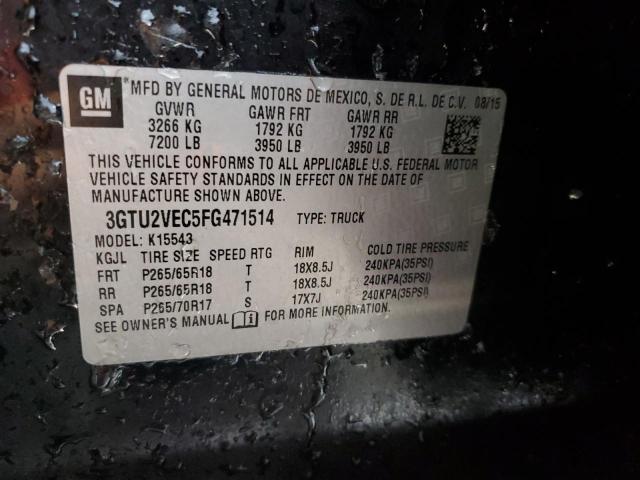 GM
*MFD BY GENERAL MOTORS DE MEXICO, S. DE R.L. DE C.V. 08/15
GVWR GAWR FRT GAWR RR
3266 KG 1792 KG 1792 KG
7200 LB 3950 LB 3950 LB
THIS VEHICLE CONFORMS TO ALL APPLICABLE U.S. FEDERAL MOTOR
VEHICLE SAFETY STANDARDS IN EFFECT ON THE DATE OF
MANUFACTURE SHOWN ABOVE.
3GTU2VEC5FG471514 TYPE: TRUCK
MODEL: K15543
KGJL TIRE SIZE SPEED RTG RIM COLD TIRE PRESSURE
FRT P265/65R18 T 18X8.5J 240KPA(35PSI)
RR P265/65R18 T 18X8.5J 240KPA(35PSI)
SPA P265/70R17 S 17X7J 240KPA(35PSI)
SEE OWNER'S MANUAL FOR MORE INFORMATION.